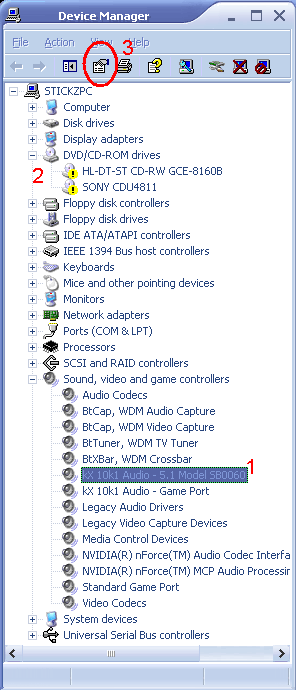 Device Manager
File Action View Help
3
STICKZPC
Computer
Disk drives
Display adapters
DVD/CD-ROM drives
2
HL-DT-ST CD-RW GCE-8160B
SONY CDU4811
Floppy disk controllers
Floppy disk drives
IDE ATA/ATAPI controllers
IEEE 1394 Bus host controllers
Keyboards
Mice and other pointing devices
Monitors
Network adapters
Ports (COM & LPT)
Processors
SCSI and RAID controllers
Sound, video and game controllers
Audio Codecs
BtCap, WDM Audio Capture
BtCap, WDM Video Capture
BtTuner, WDM TV Tuner
BtXBar, WDM Crossbar
1
kX 10k1 Audio - 5.1 Model SB0060
kX 10k1 Audio - Game Port
Legacy Audio Drivers
Legacy Video Capture Devices
Media Control Devices
NVIDIA(R) nForce(TM) Audio Codec Interfa
NVIDIA(R) nForce(TM) MCP Audio Processin
Standard Game Port
Video Codecs
System devices
Universal Serial Bus controllers